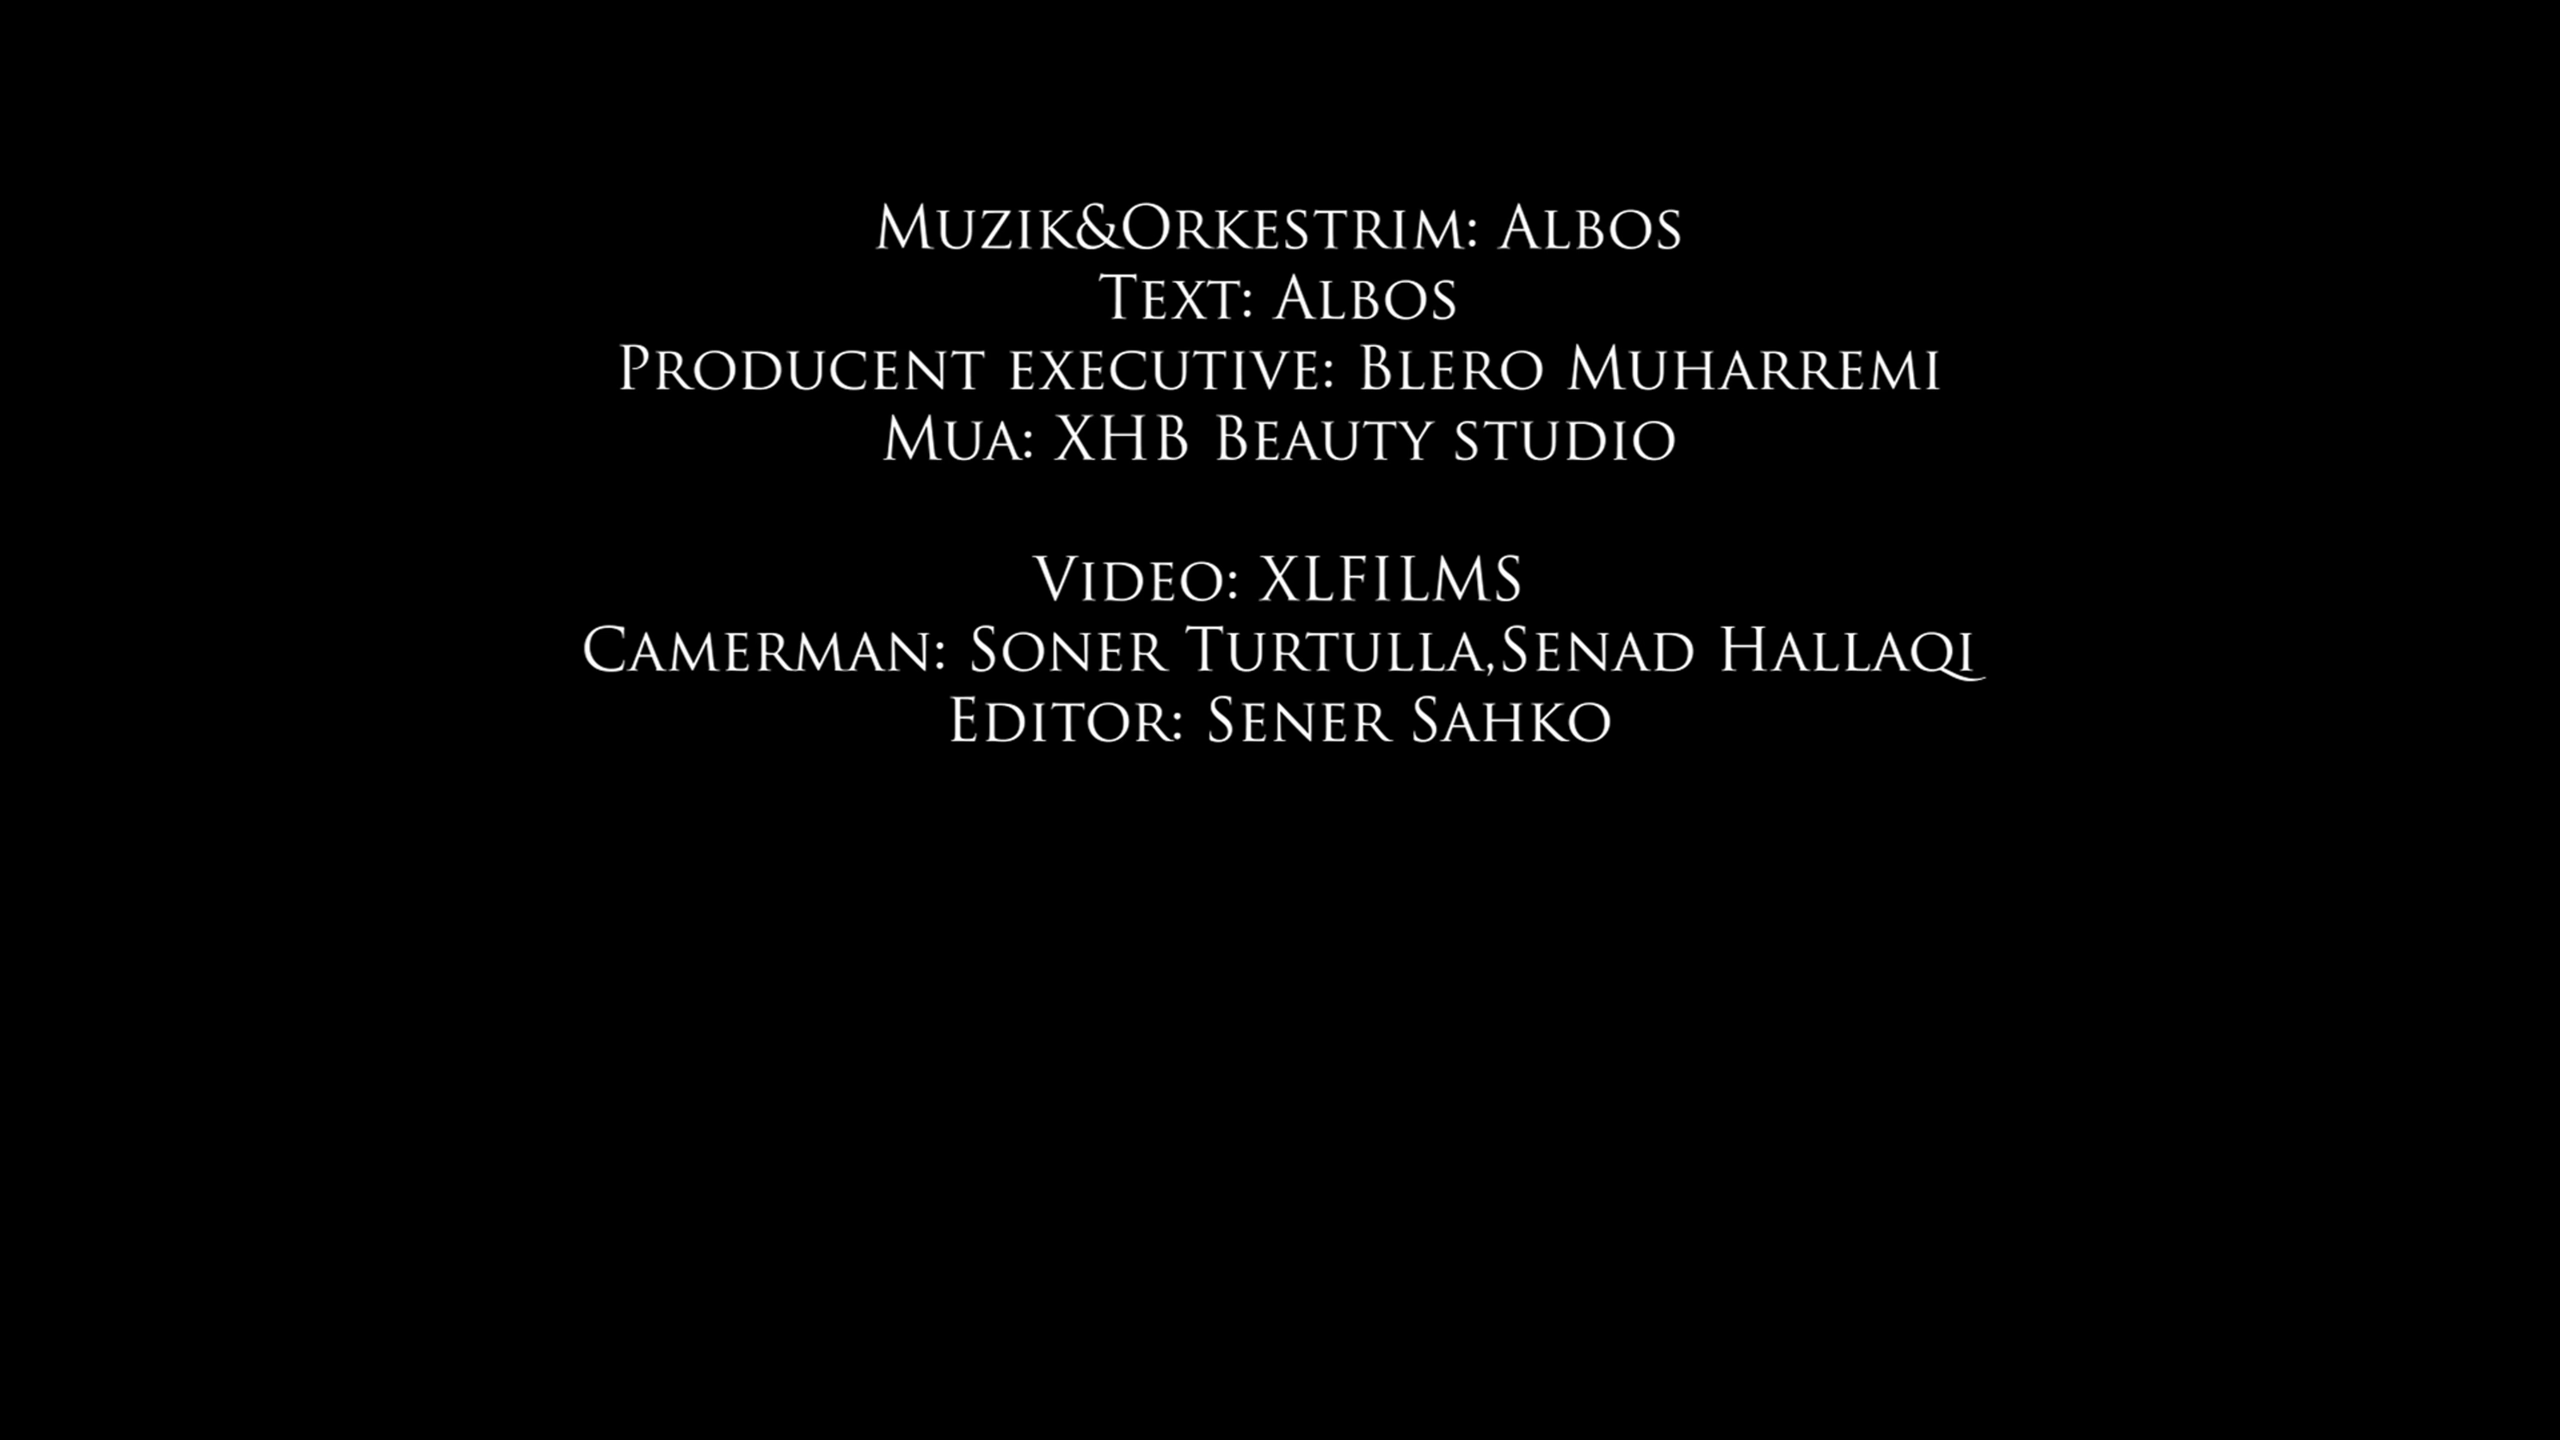 Muzik&Orkestrim: Albos
Text: Albos
Producent executive: Blero Muharremi
Mua: XHB Beauty studio
Video: XLFILMS
Camerman: Soner Turtulla,Senad Hallaqi
Editor: Sener Sahko